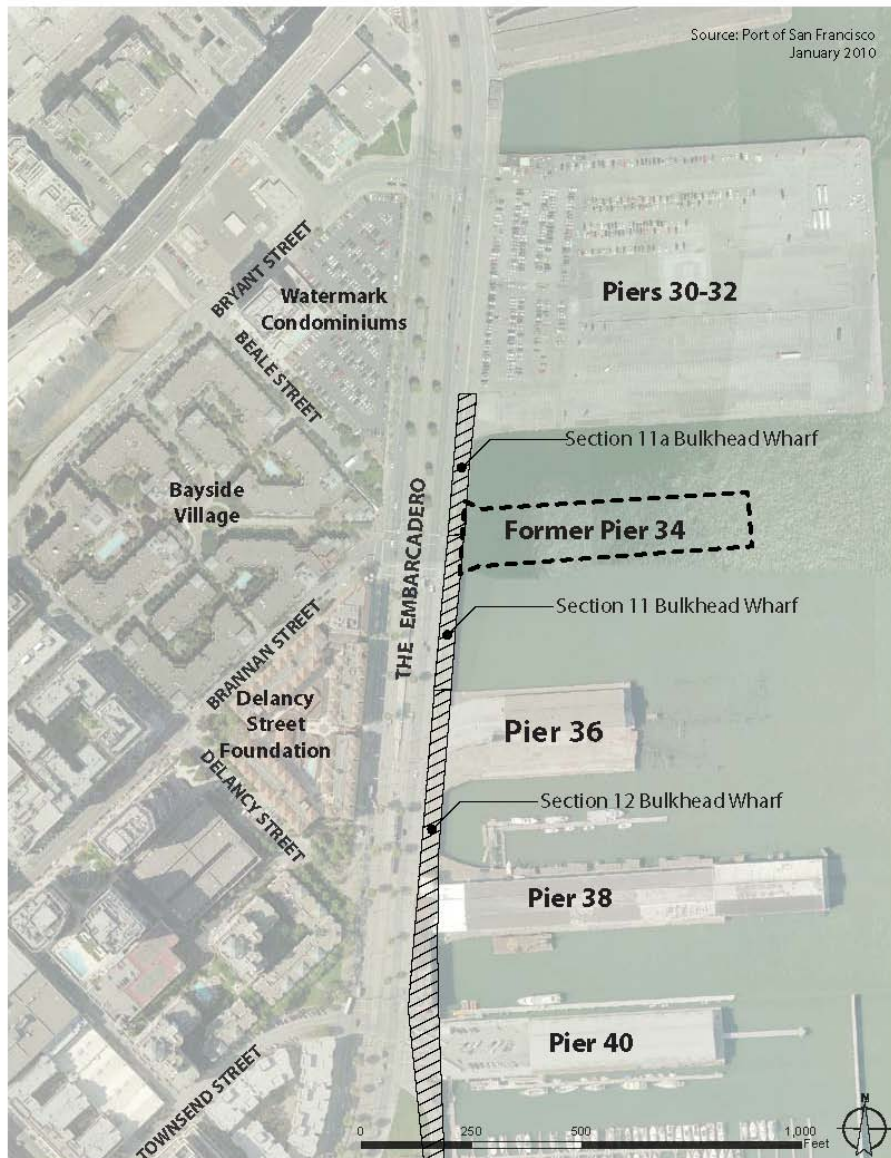 Source: Port of San Francisco
January 2010
BRYANT STREET
Watermark
Condominiums
Piers 30-32
BEALE STREET
Section 11a Bulkhead Wharf
Bayside
Village
THE EMBARCADERO
Former Pier 34
Section 11 Bulkhead Wharf
BRANNAN STREET
Delancy
Street
Foundation
Pier 36
DELANCY STREET
Section 12 Bulkhead Wharf
Pier 38
Pier 40
TOWNSEND STREET
0 250 500 1,000
Feet
N